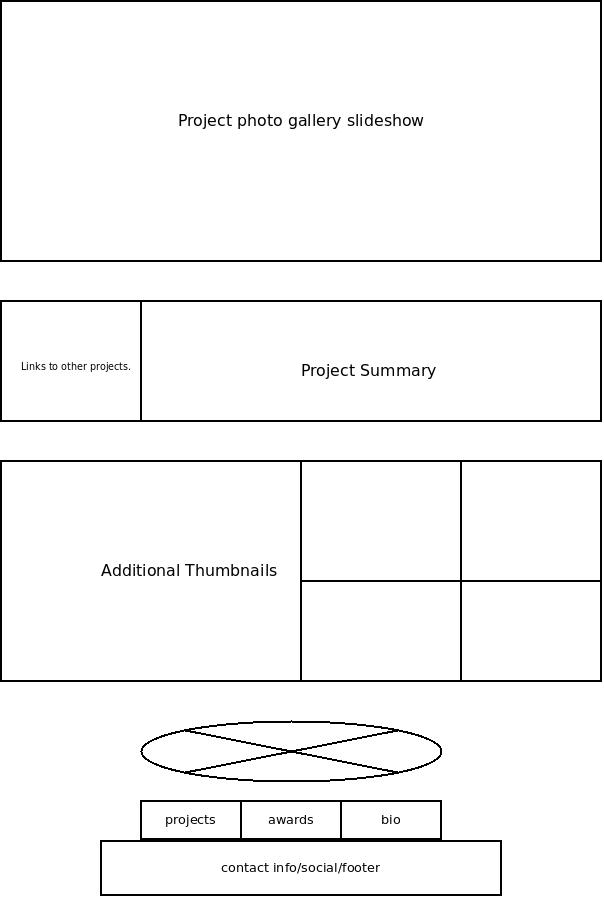 Project photo gallery slideshow
Links to other projects.
Project Summary
Additional Thumbnails
projects
awards
bio
contact info/social/footer